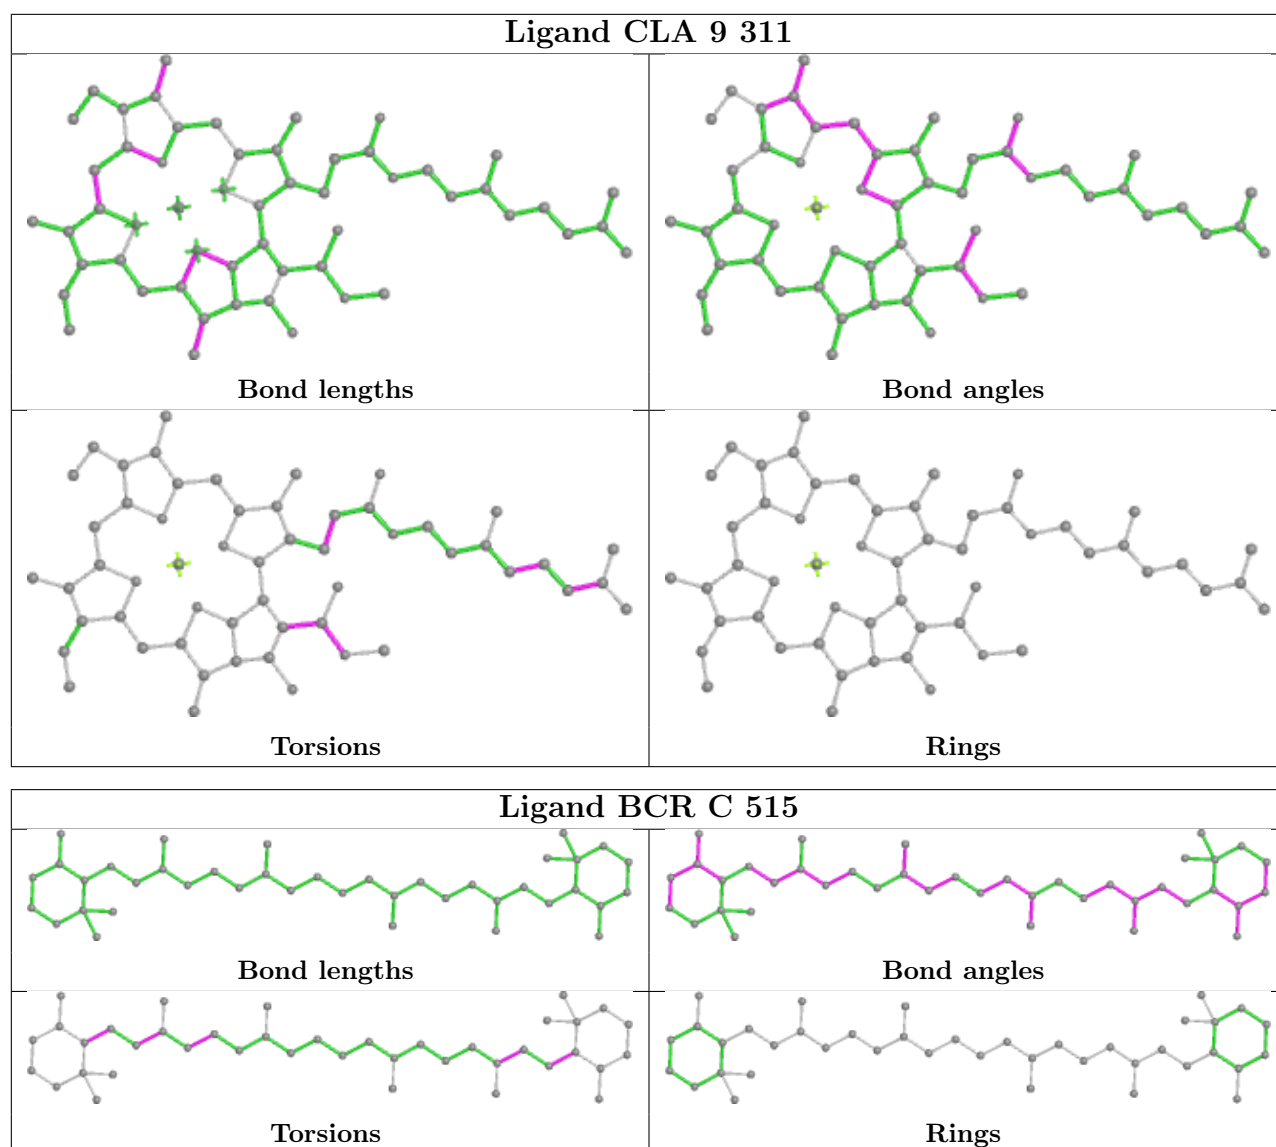 Ligand CLA 9 311
Bond lengths
Bond angles
Torsions
Rings
Ligand BCR C 515
Bond lengths
Bond angles
Torsions
Rings